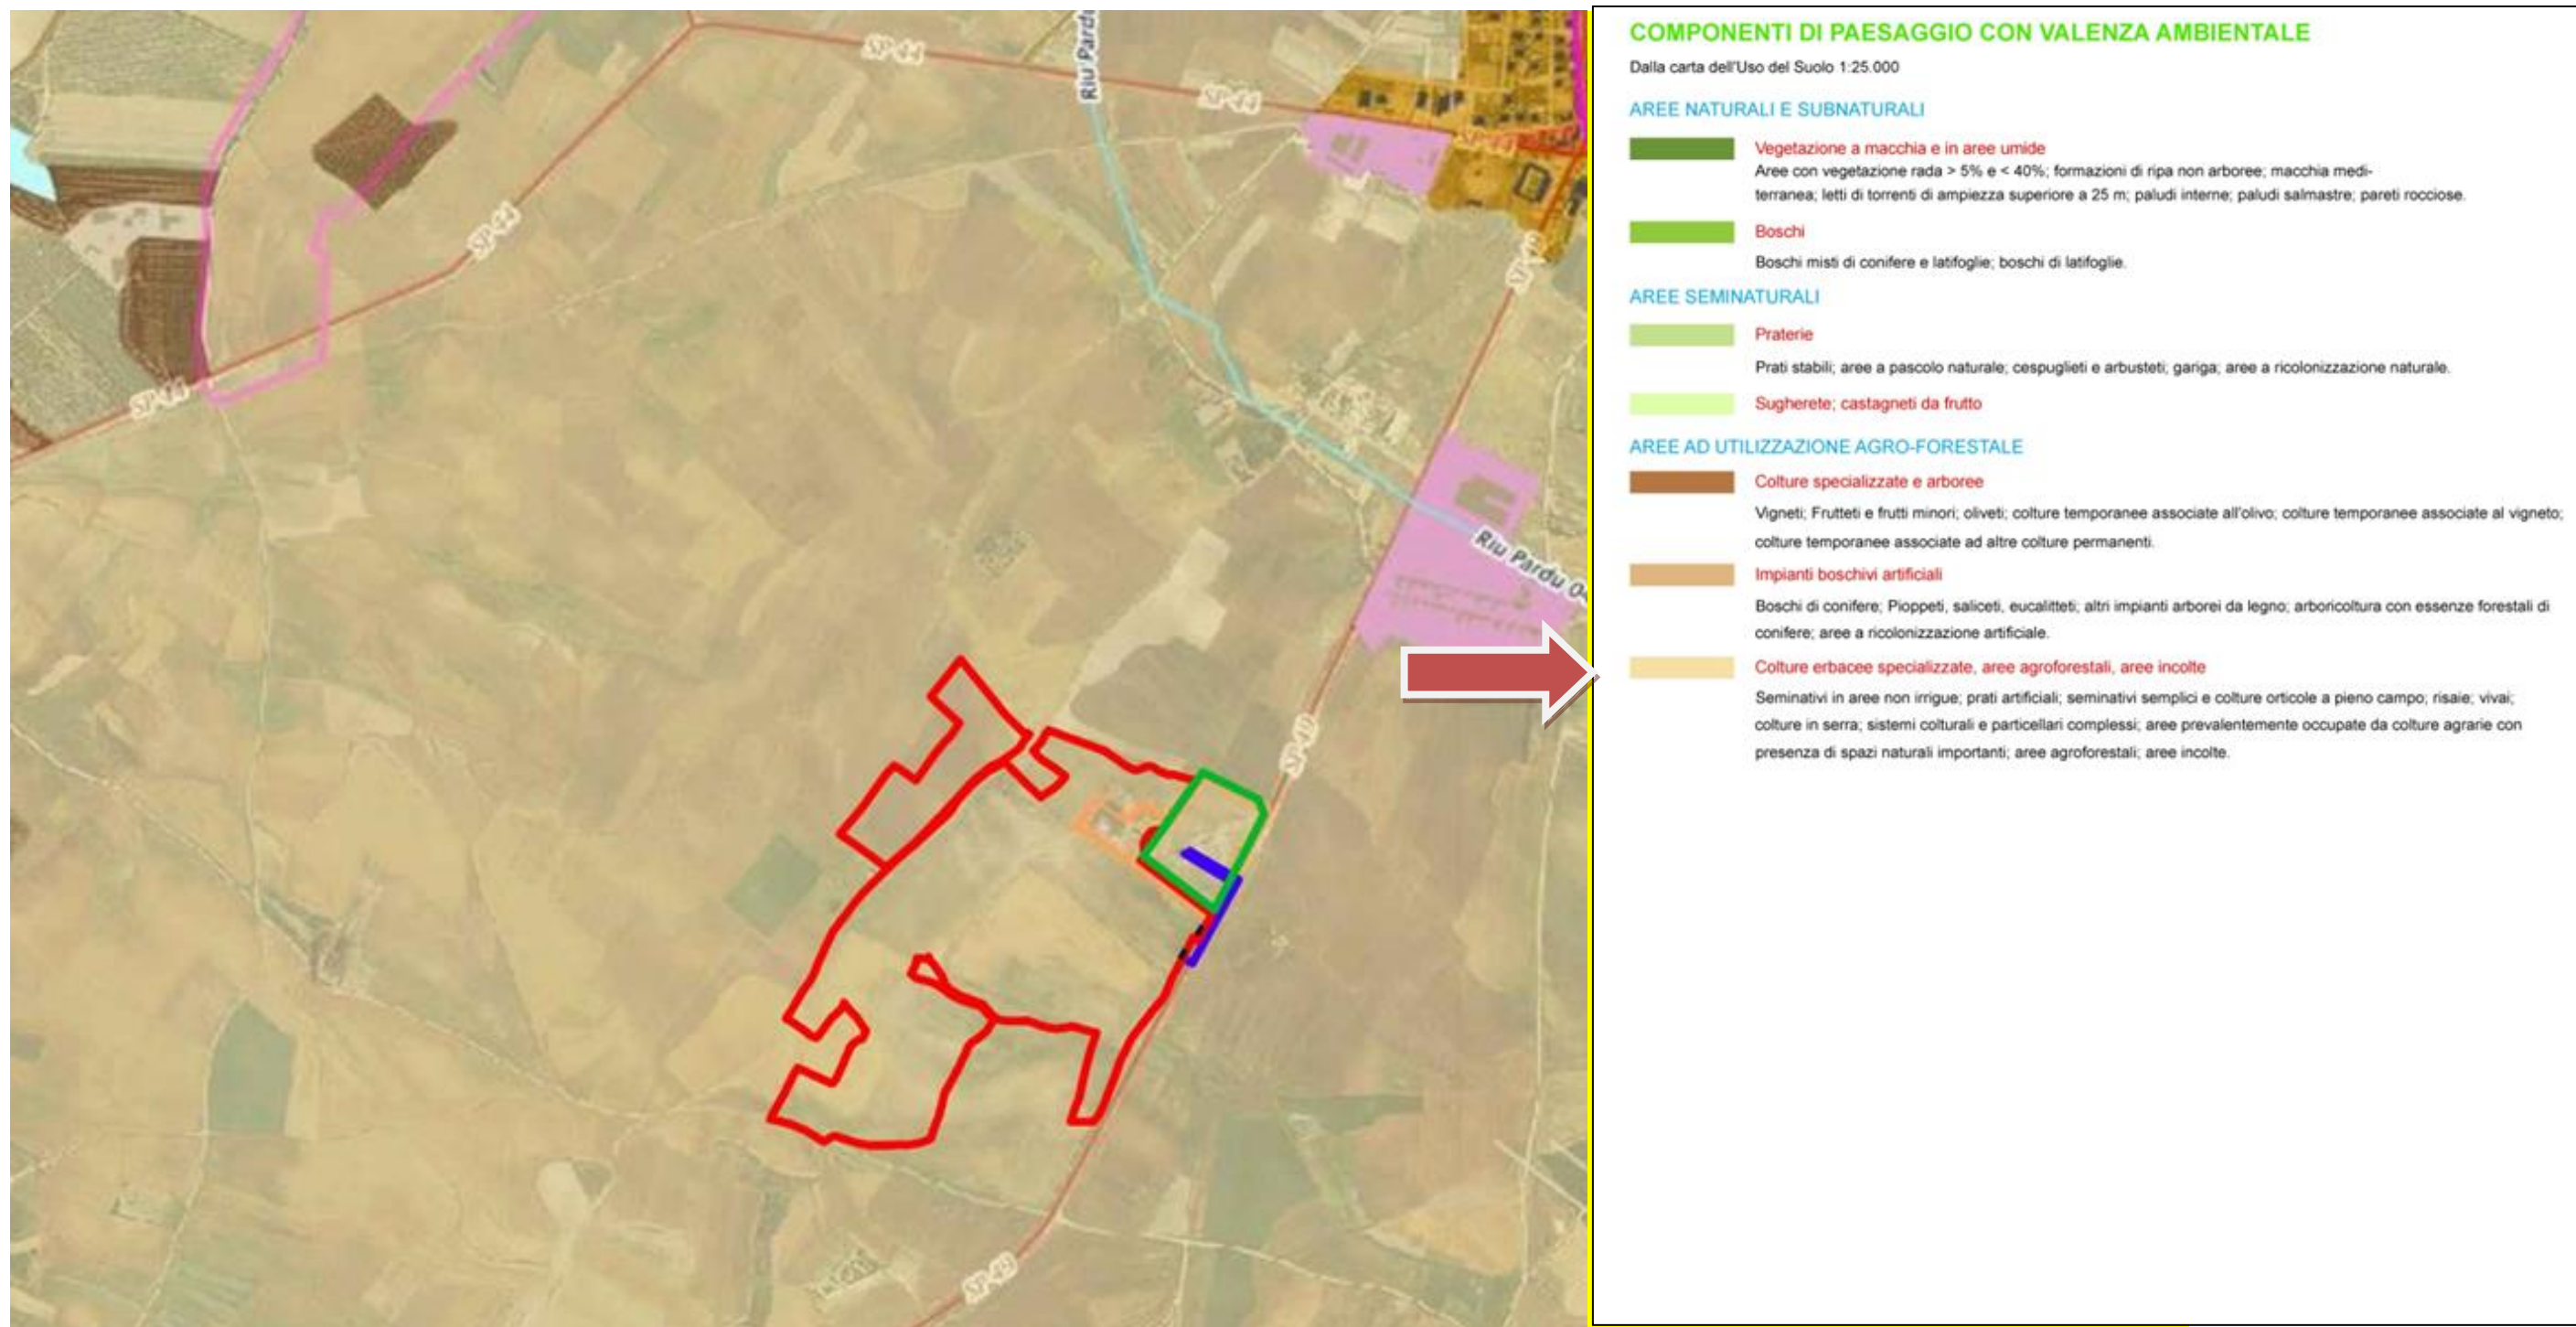 SP-44
Riu Pardu
SP-44
SP-44
SP-44
Riu Pardu 04
SP-49
COMPONENTI DI PAESAGGIO CON VALENZA AMBIENTALE
Dalla carta dell'Uso del Suolo 1:25.000
AREE NATURALI E SUBNATURALI
Vegetazione a macchia e in aree umide
Aree con vegetazione rada > 5% e < 40%; formazioni di ripa non arboree; macchia medi-
terranea; letti di torrenti di ampiezza superiore a 25 m; paludi interne; paludi salmastre; pareti rocciose.
Boschi
Boschi misti di conifere e latifoglie; boschi di latifoglie.
AREE SEMINATURALI
Praterie
Prati stabili; aree a pascolo naturale; cespuglieti e arbusteti; gariga; aree a ricolonizzazione naturale.
Sugherete; castagneti da frutto
AREE AD UTILIZZAZIONE AGRO-FORESTALE
Colture specializzate e arboree
Vigneti; Frutteti e frutti minori; oliveti; colture temporanee associate all'olivo; colture temporanee associate al vigneto;
colture temporanee associate ad altre colture permanenti.
Impianti boschivi artificiali
Boschi di conifere; Pioppeti, saliceti, eucalitteti; altri impianti arborei da legno; arboricoltura con essenze forestali di
conifere; aree a ricolonizzazione artificiale.
Colture erbacee specializzate, aree agroforestali, aree incolte
Seminativi in aree non irrigue; prati artificiali; seminativi semplici e colture orticole a pieno campo; risaie; vivai;
colture in serra; sistemi colturali e particellari complessi; aree prevalentemente occupate da colture agrarie con
presenza di spazi naturali importanti; aree agroforestali; aree incolte.